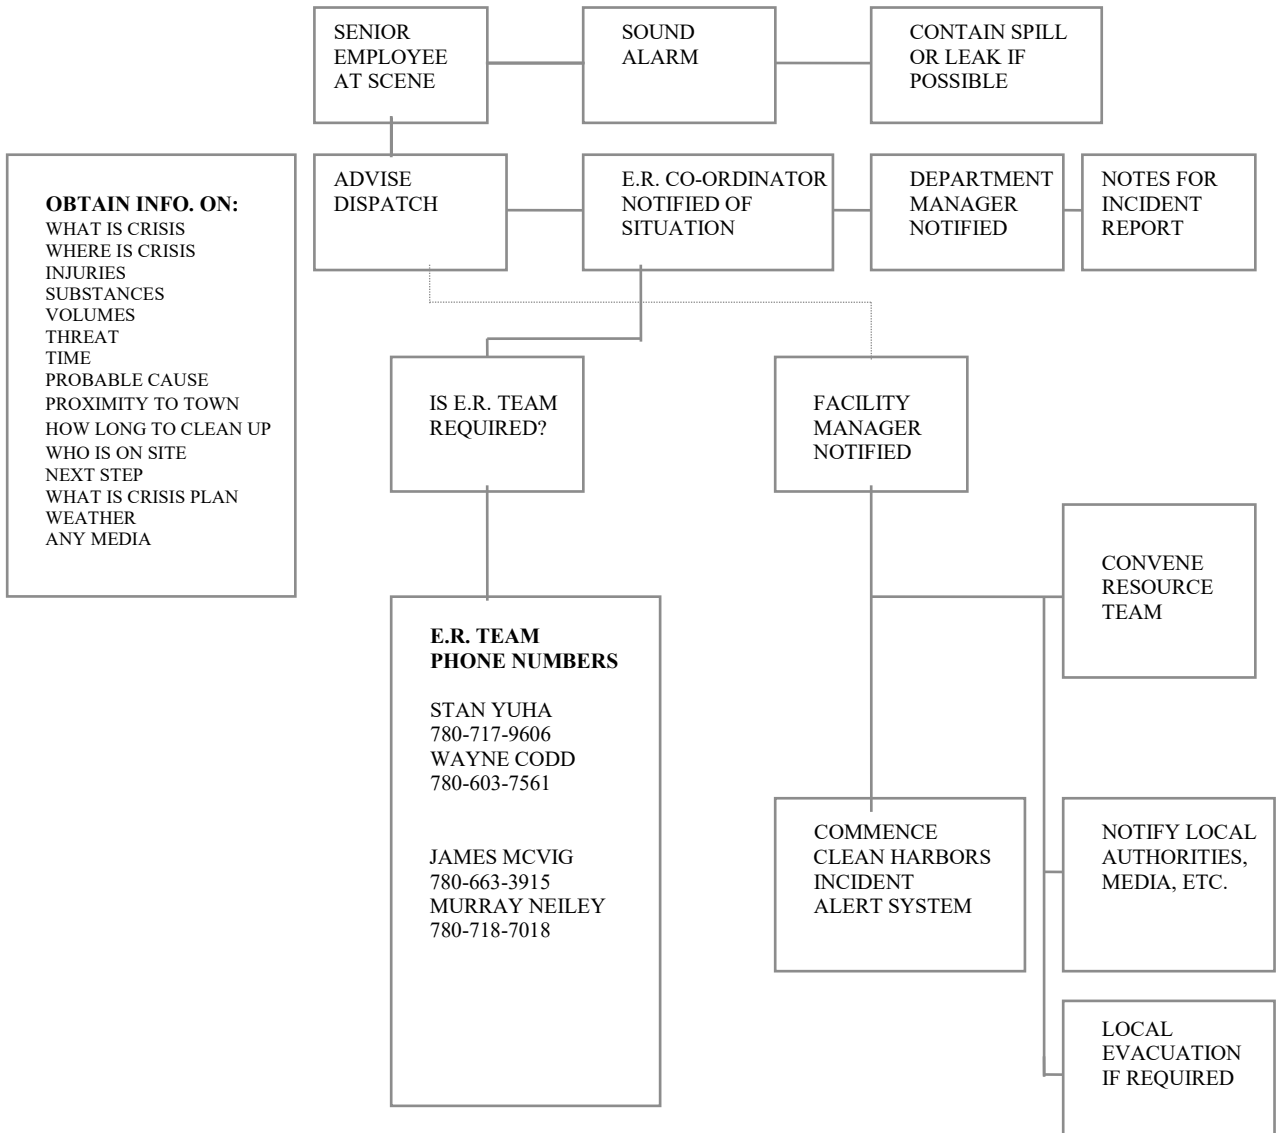 SENIOR
EMPLOYEE
AT SCENE
SOUND
ALARM
CONTAIN SPILL
OR LEAK IF
POSSIBLE
OBTAIN INFO. ON:
WHAT IS CRISIS
WHERE IS CRISIS
INJURIES
SUBSTANCES
VOLUMES
THREAT
TIME
PROBABLE CAUSE
PROXIMITY TO TOWN
HOW LONG TO CLEAN UP
WHO IS ON SITE
NEXT STEP
WHAT IS CRISIS PLAN
WEATHER
ANY MEDIA
ADVISE
DISPATCH
E.R. CO-ORDINATOR
NOTIFIED OF
SITUATION
DEPARTMENT
MANAGER
NOTIFIED
NOTES FOR
INCIDENT
REPORT
IS E.R. TEAM
REQUIRED?
FACILITY
MANAGER
NOTIFIED
CONVENE
RESOURCE
TEAM
E.R. TEAM
PHONE NUMBERS
STAN YUHA
780-717-9606
WAYNE CODD
780-603-7561
JAMES MCVIG
780-663-3915
MURRAY NEILEY
780-718-7018
COMMENCE
CLEAN HARBORS
INCIDENT
ALERT SYSTEM
NOTIFY LOCAL
AUTHORITIES,
MEDIA, ETC.
LOCAL
EVACUATION
IF REQUIRED